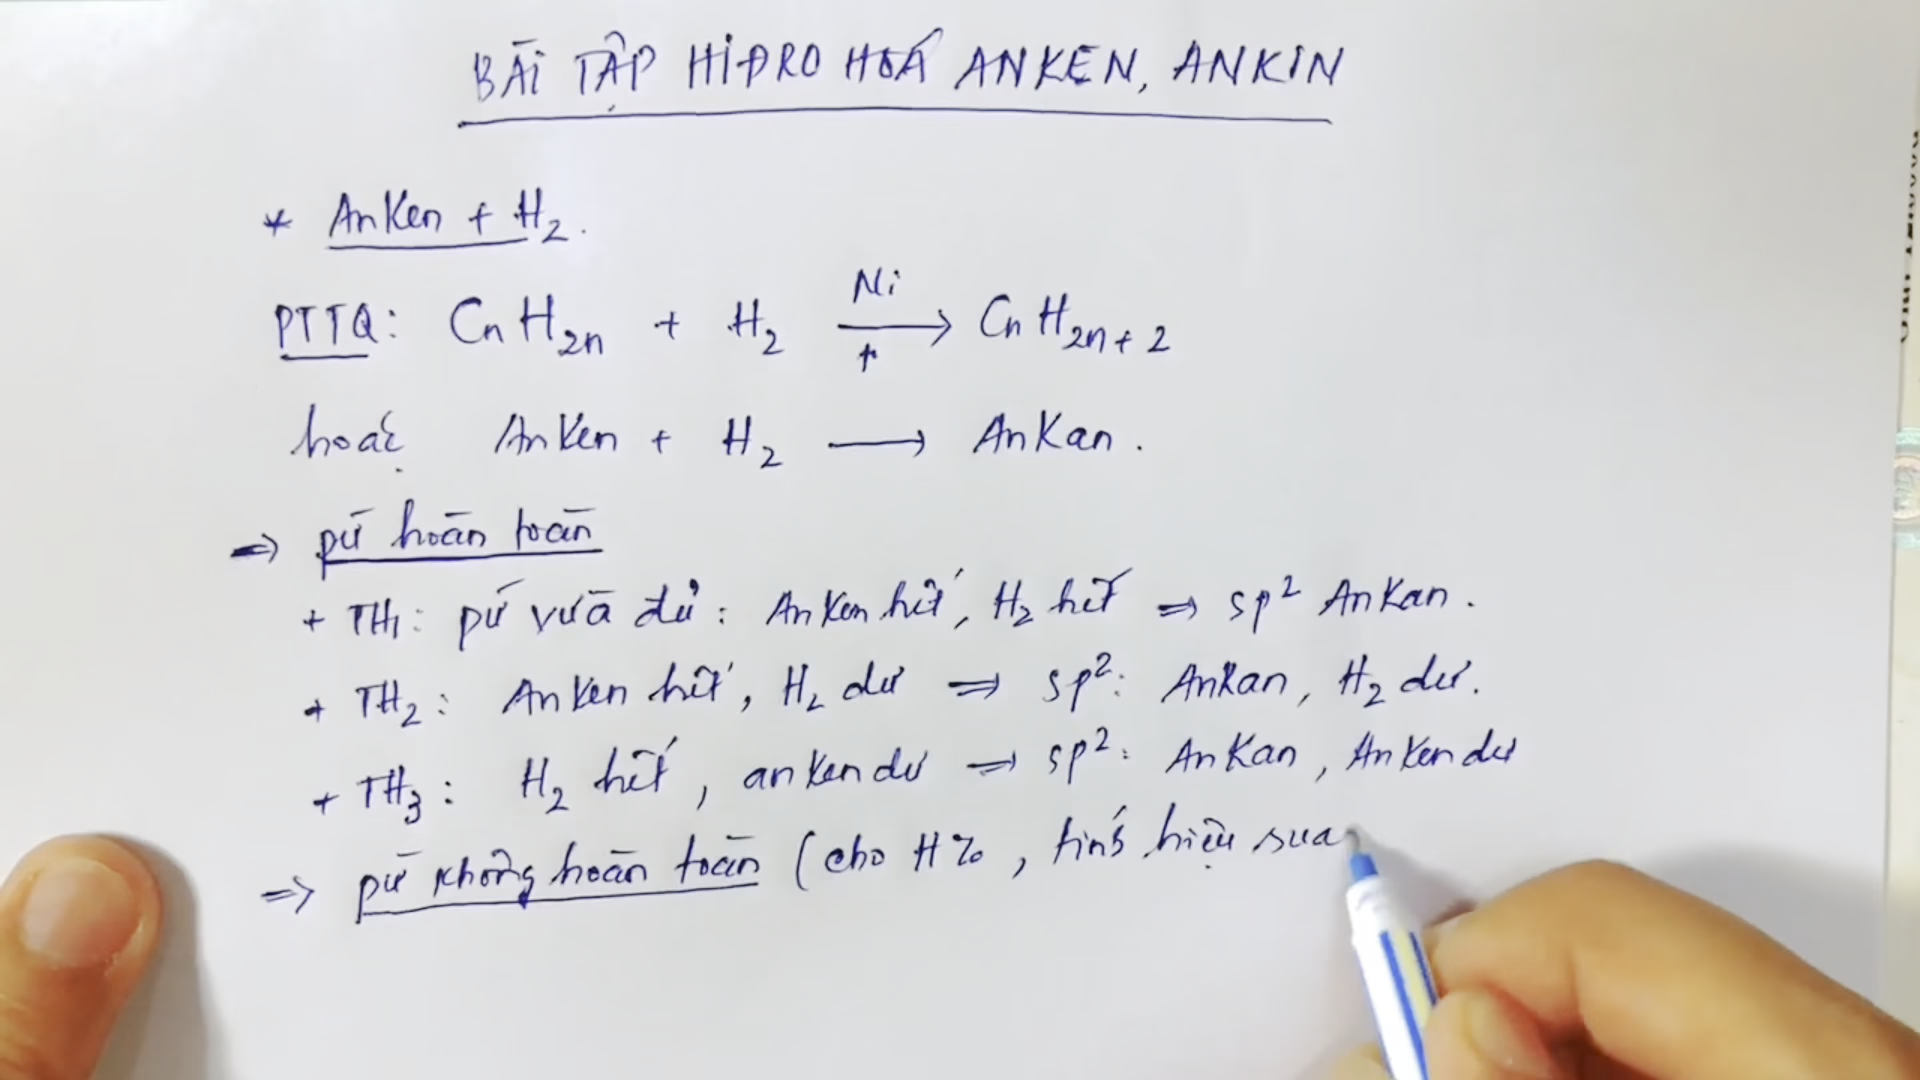 BÀI TẬP HIĐRO HOÁ ANKEN, ANKIN
* Anken + H2.
PTTQ: CnH2n + H2 Ni → t° CnH2n+2
hoặc Anken + H2 → Ankan.
⇒ pứ hoàn toàn
+ TH1: pứ vừa đủ: Anken hết, H2 hết ⇒ sp² Ankan.
+ TH2: Anken hết, H2 dư ⇒ sp²: Ankan, H2 dư.
+ TH3: H2 hết, anken dư ⇒ sp²: Ankan, Anken dư
⇒ pứ không hoàn toàn (cho H%, tính hiệu sua